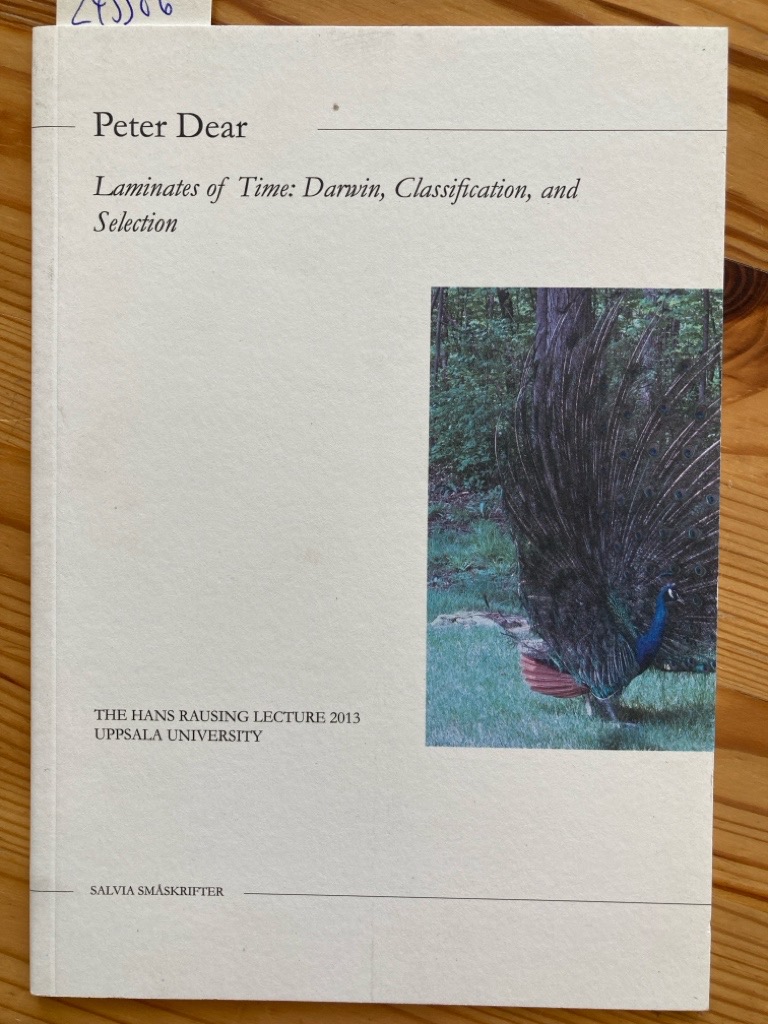 Peter Dear
Laminates of Time: Darwin, Classification, and
Selection
THE HANS RAUSING LECTURE 2013
UPPSALA UNIVERSITY
SALVIA SMÅSKRIFTER